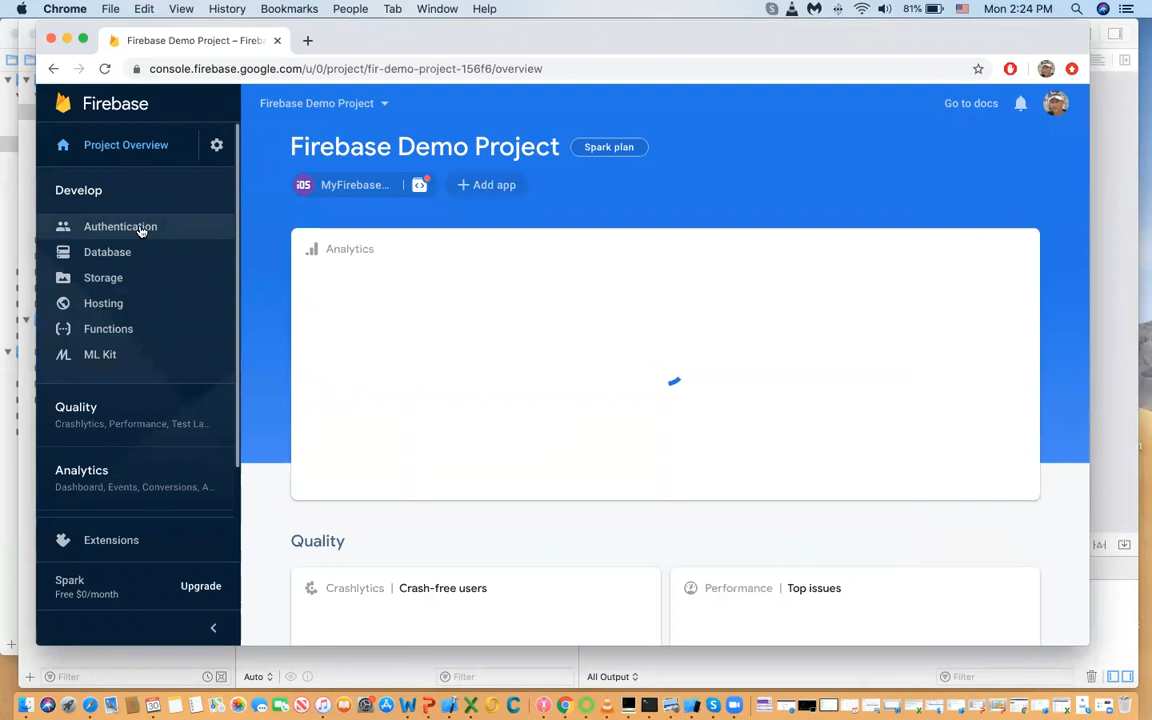 Chrome File Edit View History Bookmarks People Tab Window Help 81% Mon 2:24 PM
Firebase Demo Project – Fireba
console.firebase.google.com/u/0/project/fir-demo-project-156f6/overview
Firebase
Firebase Demo Project
Go to docs
Project Overview
Firebase Demo Project
Spark plan
iOS MyFirebase... + Add app
Develop
Authentication
Database
Storage
Hosting
Functions
ML Kit
Analytics
Quality
Crashlytics, Performance, Test La...
Analytics
Dashboard, Events, Conversions, A...
Extensions
Spark
Free $0/month
Upgrade
Quality
Crashlytics | Crash-free users
Performance | Top issues
Filter
Auto
Filter
All Output
Filter